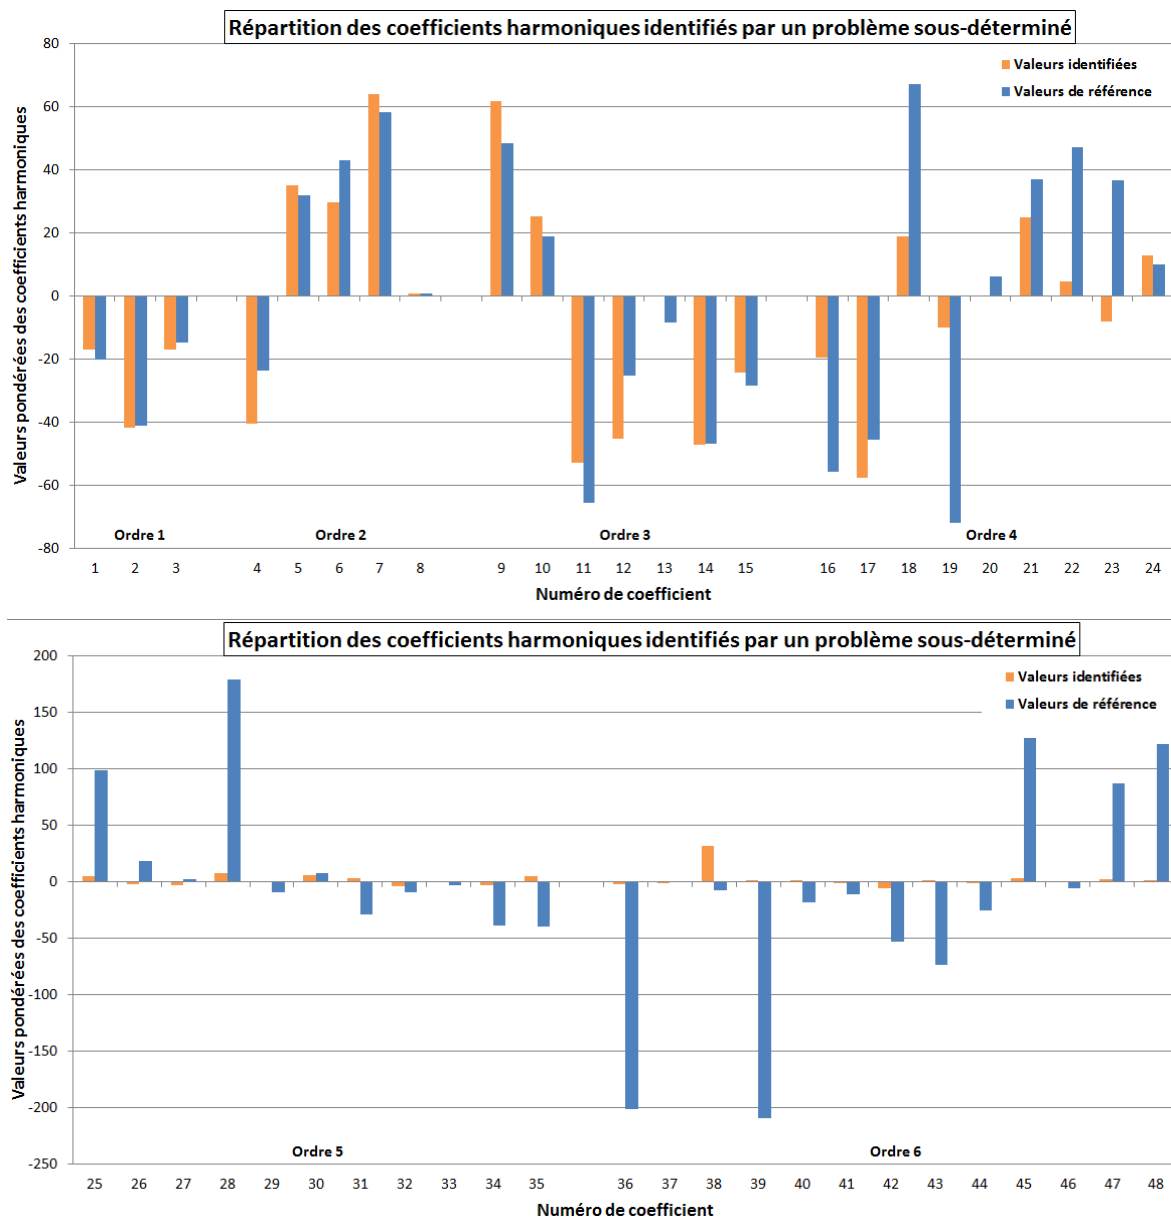 Répartition des coefficients harmoniques identifiés par un problème sous-déterminé
Valeurs pondérées des coefficients harmoniques
80
60
40
20
0
-20
-40
-60
-80
Valeurs identifiées
Valeurs de référence
Ordre 1 Ordre 2 Ordre 3 Ordre 4
1 2 3 4 5 6 7 8 9 10 11 12 13 14 15 16 17 18 19 20 21 22 23 24
Numéro de coefficient
Répartition des coefficients harmoniques identifiés par un problème sous-déterminé
Valeurs pondérées des coefficients harmoniques
200
150
100
50
0
-50
-100
-150
-200
-250
Valeurs identifiées
Valeurs de référence
Ordre 5 Ordre 6
25 26 27 28 29 30 31 32 33 34 35 36 37 38 39 40 41 42 43 44 45 46 47 48
Numéro de coefficient